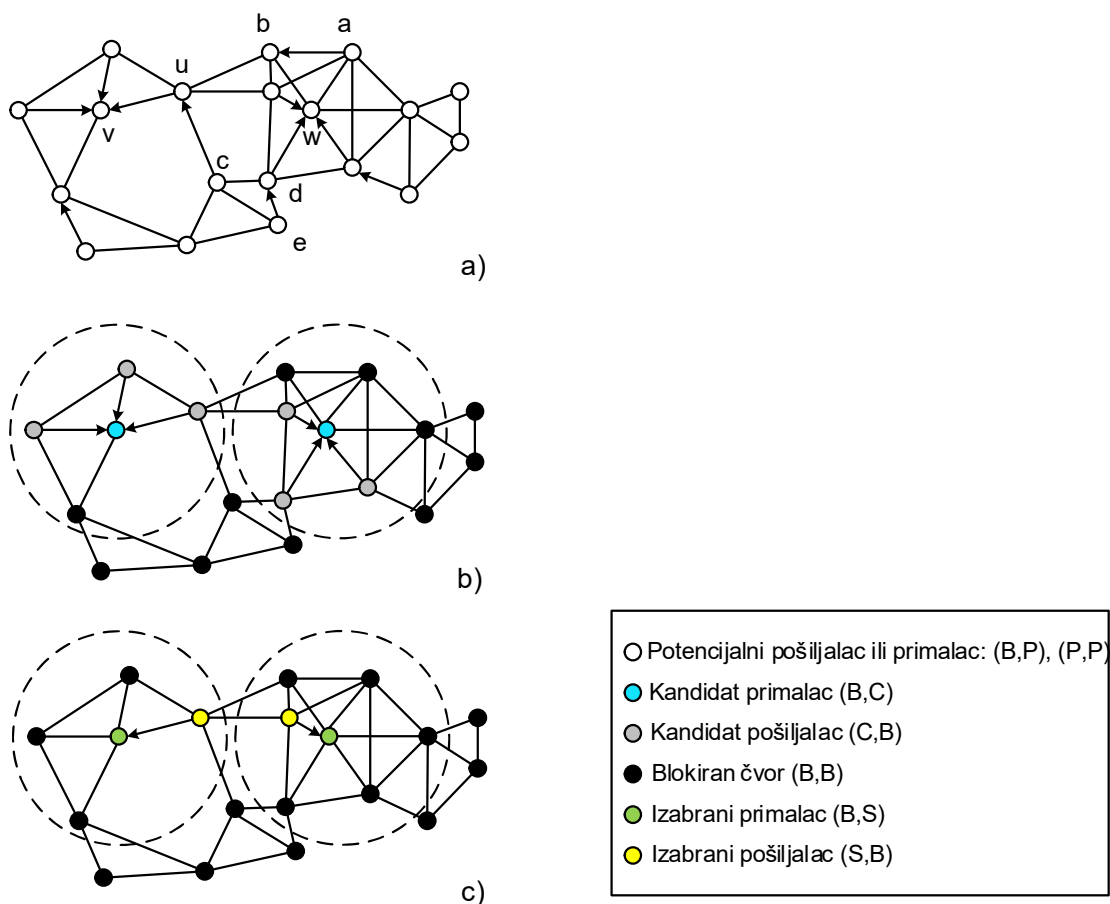 b a
u
v
w
c
d
e
a)
b)
c)
Potencijalni pošiljalac ili primalac: (B,P), (P,P)
Kandidat primalac (B,C)
Kandidat pošiljalac (C,B)
Blokiran čvor (B,B)
Izabrani primalac (B,S)
Izabrani pošiljalac (S,B)